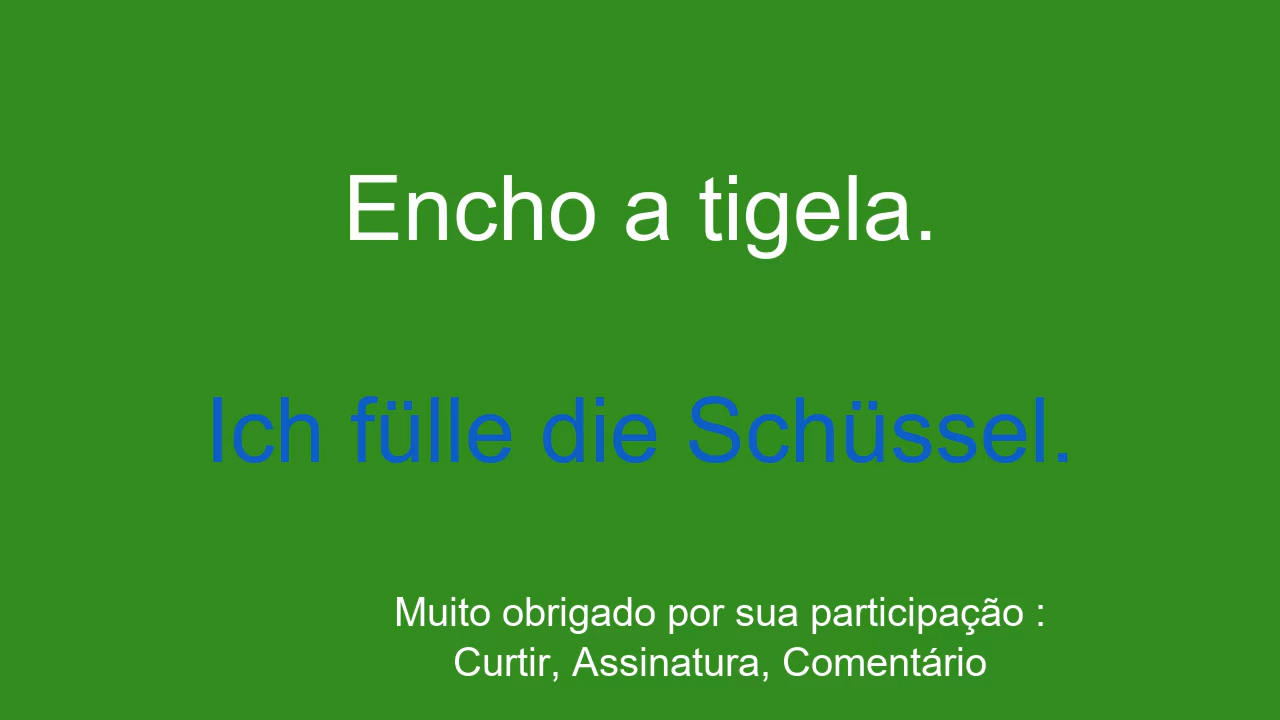 Encho a tigela.
Ich fülle die Schüssel.
Muito obrigado por sua participação :
Curtir, Assinatura, Comentário